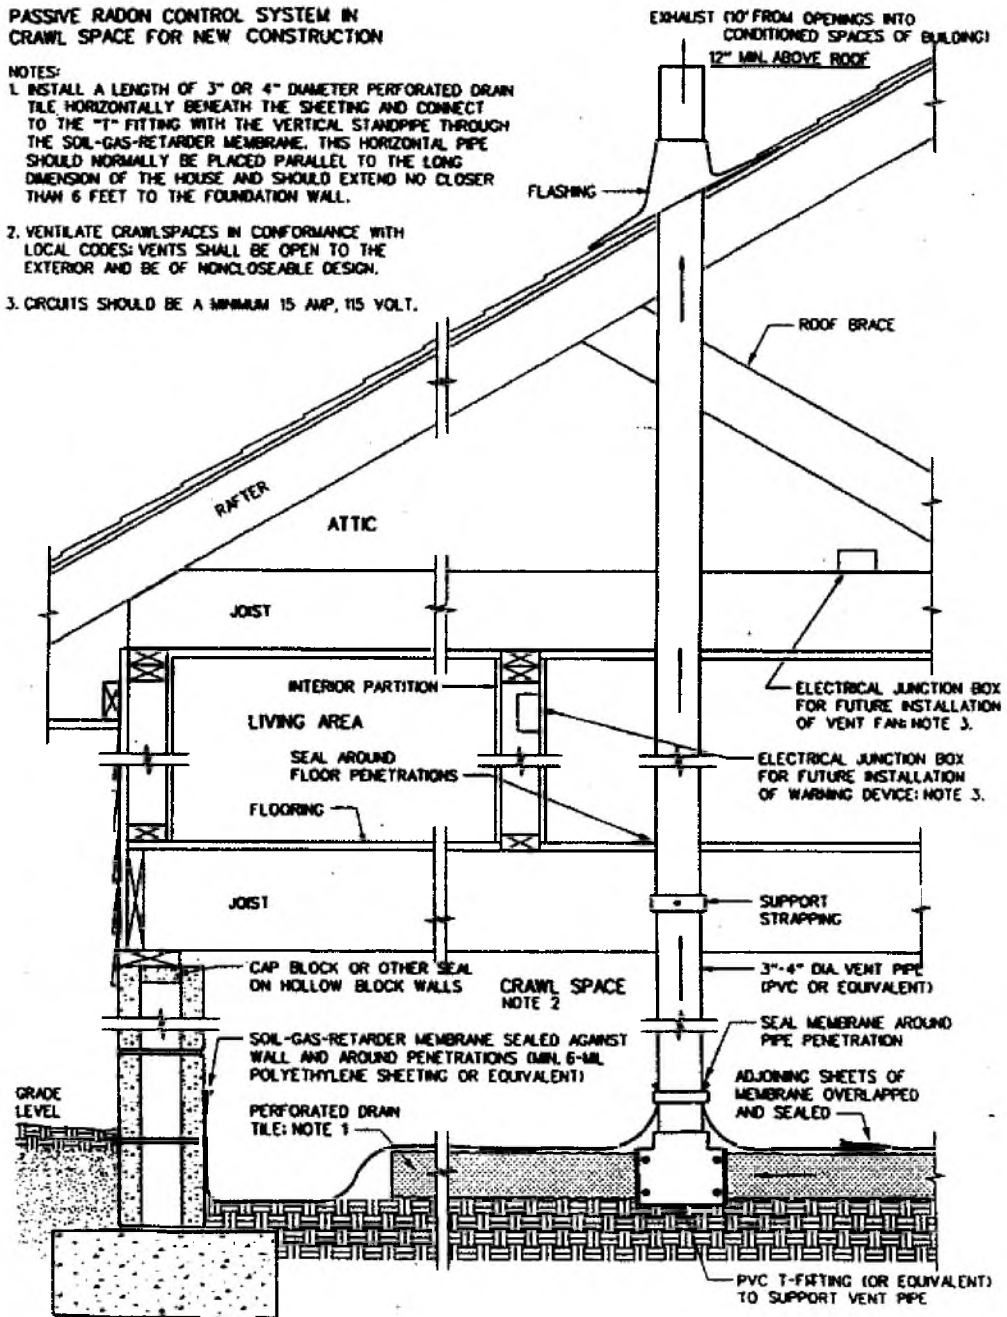 PASSIVE RADON CONTROL SYSTEM IN
CRAWL SPACE FOR NEW CONSTRUCTION
NOTES:
1. INSTALL A LENGTH OF 3" OR 4" DIAMETER PERFORATED DRAIN
TILE HORIZONTALLY BENEATH THE SHEETING AND CONNECT
TO THE "T" FITTING WITH THE VERTICAL STANDPIPE THROUGH
THE SOIL-GAS-RETARDER MEMBRANE. THIS HORIZONTAL PIPE
SHOULD NORMALLY BE PLACED PARALLEL TO THE LONG
DIMENSION OF THE HOUSE AND SHOULD EXTEND NO CLOSER
THAN 6 FEET TO THE FOUNDATION WALL.
2. VENTILATE CRAWLSPACES IN CONFORMANCE WITH
LOCAL CODES; VENTS SHALL BE OPEN TO THE
EXTERIOR AND BE OF NONCLOSEABLE DESIGN.
3. CIRCUITS SHOULD BE A MINIMUM 15 AMP, 115 VOLT.
EXHAUST (10' FROM OPENINGS INTO
CONDITIONED SPACES OF BUILDING)
12" MIN. ABOVE ROOF
FLASHING
ROOF BRACE
RAFTER
ATTIC
JOIST
INTERIOR PARTITION
LIVING AREA
ELECTRICAL JUNCTION BOX
FOR FUTURE INSTALLATION
OF VENT FAN: NOTE 3.
SEAL AROUND
FLOOR PENETRATIONS
ELECTRICAL JUNCTION BOX
FOR FUTURE INSTALLATION
OF WARNING DEVICE: NOTE 3.
FLOORING
JOIST
SUPPORT
STRAPPING
CAP BLOCK OR OTHER SEAL
ON HOLLOW BLOCK WALLS
CRAWL SPACE
NOTE 2
3"-4" DIA. VENT PIPE
(PVC OR EQUIVALENT)
SOIL-GAS-RETARDER MEMBRANE SEALED AGAINST
WALL AND AROUND PENETRATIONS (MIN. 6-MIL
POLYETHYLENE SHEETING OR EQUIVALENT)
SEAL MEMBRANE AROUND
PIPE PENETRATION
GRADE
LEVEL
PERFORATED DRAIN
TILE: NOTE 1
ADJOINING SHEETS OF
MEMBRANE OVERLAPPED
AND SEALED
PVC T-FITTING (OR EQUIVALENT)
TO SUPPORT VENT PIPE